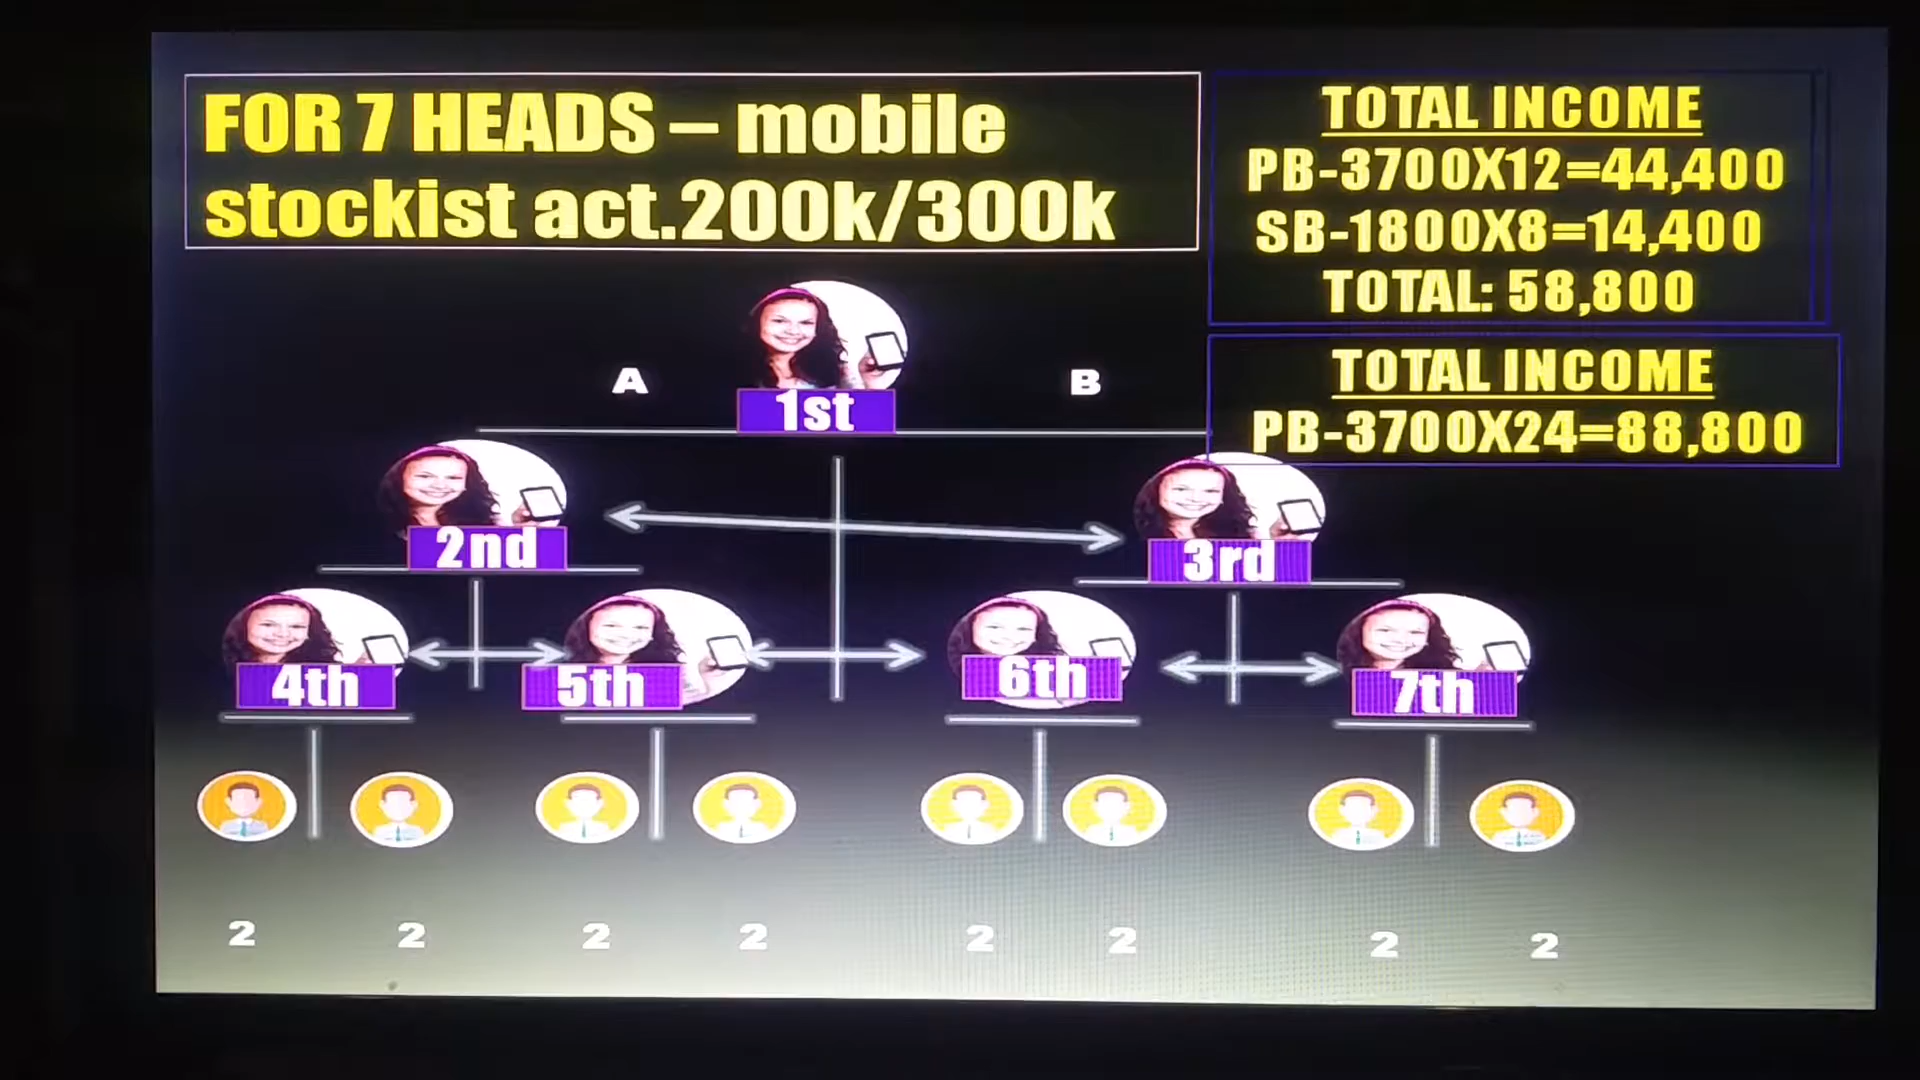 FOR 7 HEADS – mobile
stockist act.200k/300k
TOTAL INCOME
PB-3700X12=44,400
SB-1800X8=14,400
TOTAL: 58,800
TOTAL INCOME
PB-3700X24=88,800
A
B
1st
2nd
3rd
4th
5th
6th
7th
2 2 2 2 2 2 2 2